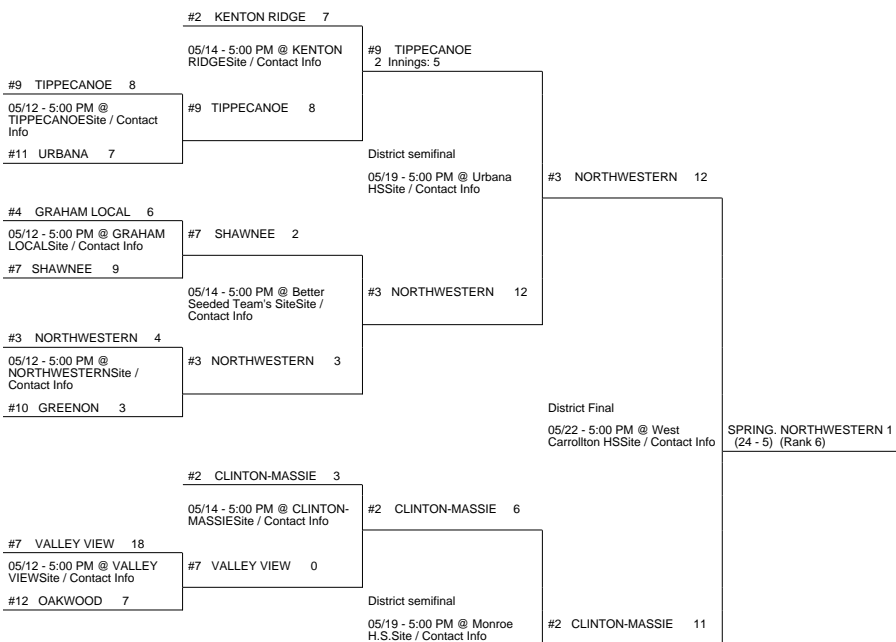 #2 KENTON RIDGE 7
05/14 - 5:00 PM @ KENTON
RIDGESite / Contact Info
#9 TIPPECANOE
2 Innings: 5
#9 TIPPECANOE 8
05/12 - 5:00 PM @
TIPPECANOESite / Contact
Info
#9 TIPPECANOE 8
#11 URBANA 7
District semifinal
05/19 - 5:00 PM @ Urbana
HSSite / Contact Info
#3 NORTHWESTERN 12
#4 GRAHAM LOCAL 6
05/12 - 5:00 PM @ GRAHAM
LOCALSite / Contact Info
#7 SHAWNEE 2
#7 SHAWNEE 9
05/14 - 5:00 PM @ Better
Seeded Team's SiteSite /
Contact Info
#3 NORTHWESTERN 12
#3 NORTHWESTERN 4
05/12 - 5:00 PM @
NORTHWESTERNSite /
Contact Info
#3 NORTHWESTERN 3
#10 GREENON 3
District Final
05/22 - 5:00 PM @ West
Carrollton HSSite / Contact Info
SPRING. NORTHWESTERN 1
(24 - 5) (Rank 6)
#2 CLINTON-MASSIE 3
05/14 - 5:00 PM @ CLINTON-
MASSIESite / Contact Info
#2 CLINTON-MASSIE 6
#7 VALLEY VIEW 18
05/12 - 5:00 PM @ VALLEY
VIEWSite / Contact Info
#7 VALLEY VIEW 0
#12 OAKWOOD 7
District semifinal
05/19 - 5:00 PM @ Monroe
H.S.Site / Contact Info
#2 CLINTON-MASSIE 11